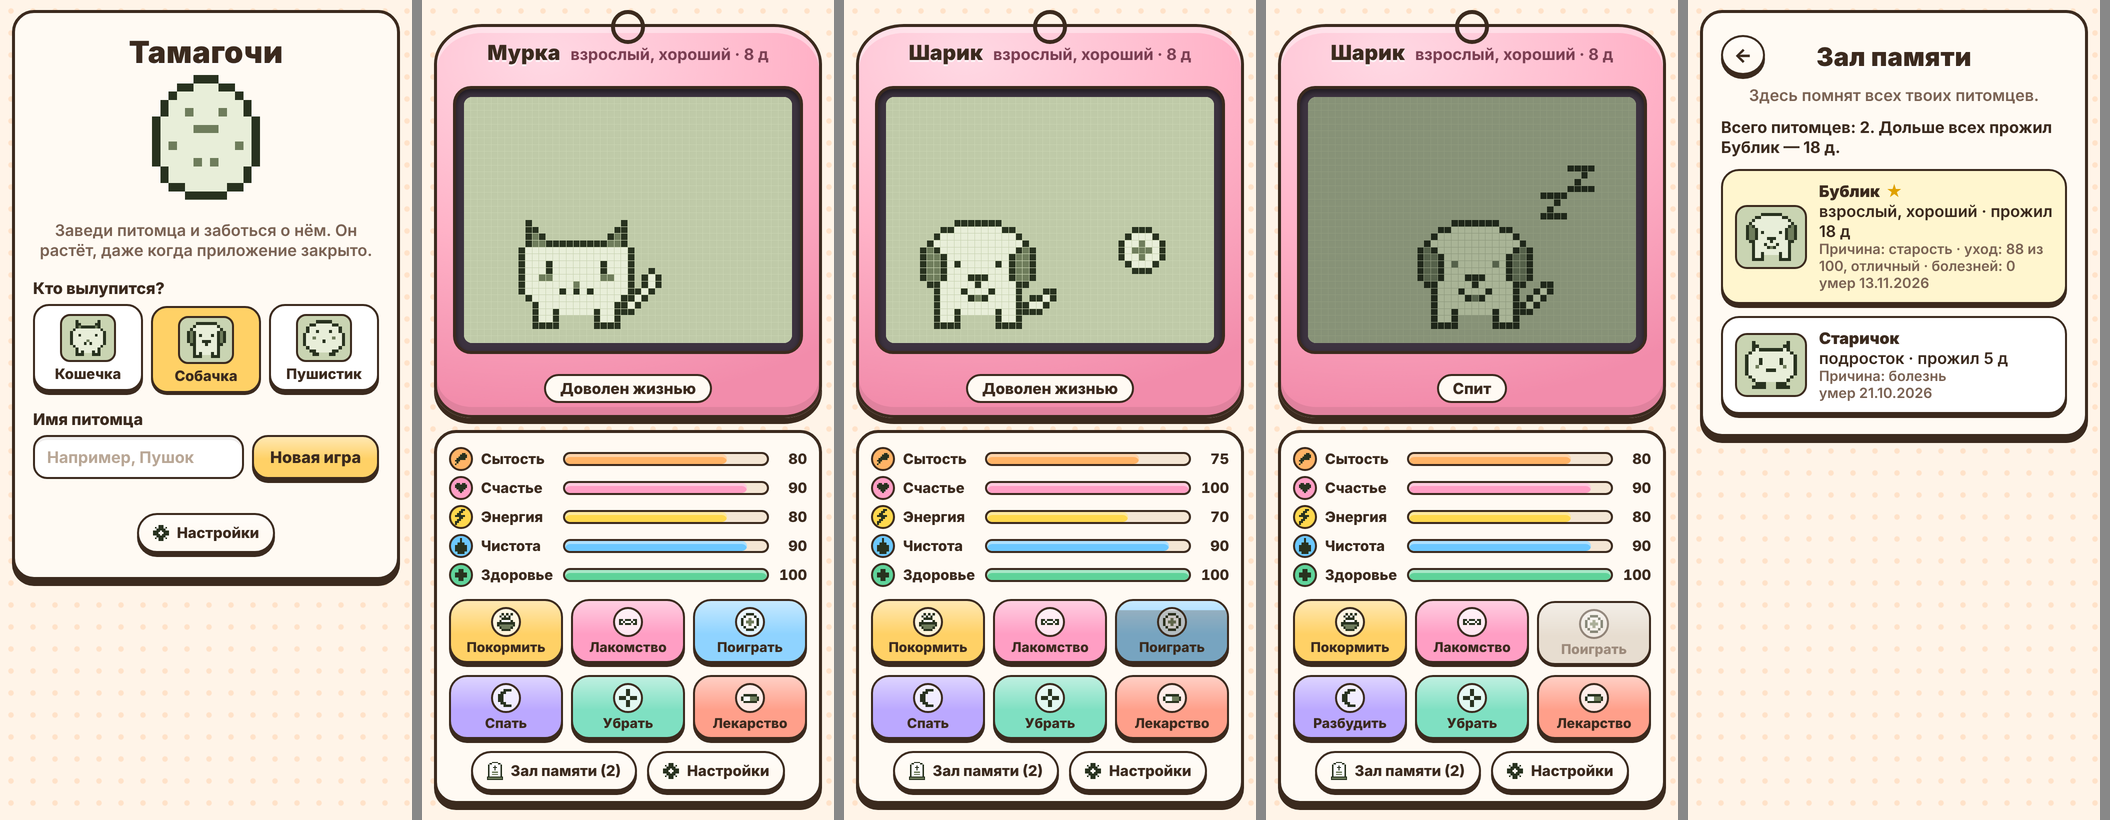 Тамагочи
Заведи питомца и заботься о нём. Он
растёт, даже когда приложение закрыто.
Кто вылупится?
Кошечка
Собачка
Пушистик
Имя питомца
Например, Пушок
Новая игра
Настройки
Мурка взрослый, хороший · 8 д
Доволен жизнью
Сытость 80
Счастье 90
Энергия 80
Чистота 90
Здоровье 100
Покормить
Лакомство
Поиграть
Спать
Убрать
Лекарство
Зал памяти (2)
Настройки
Шарик взрослый, хороший · 8 д
Доволен жизнью
Сытость 75
Счастье 100
Энергия 70
Чистота 90
Здоровье 100
Покормить
Лакомство
Поиграть
Спать
Убрать
Лекарство
Зал памяти (2)
Настройки
Шарик взрослый, хороший · 8 д
Спит
Сытость 80
Счастье 90
Энергия 80
Чистота 90
Здоровье 100
Покормить
Лакомство
Поиграть
Разбудить
Убрать
Лекарство
Зал памяти (2)
Настройки
Зал памяти
Здесь помнят всех твоих питомцев.
Всего питомцев: 2. Дольше всех прожил
Бублик — 18 д.
Бублик ★
взрослый, хороший · прожил
18 д
Причина: старость · уход: 88 из
100, отличный · болезней: 0
умер 13.11.2026
Старичок
подросток · прожил 5 д
Причина: болезнь
умер 21.10.2026